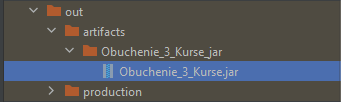 out
artifacts
Obuchenie_3_Kurse_jar
Obuchenie_3_Kurse.jar
production